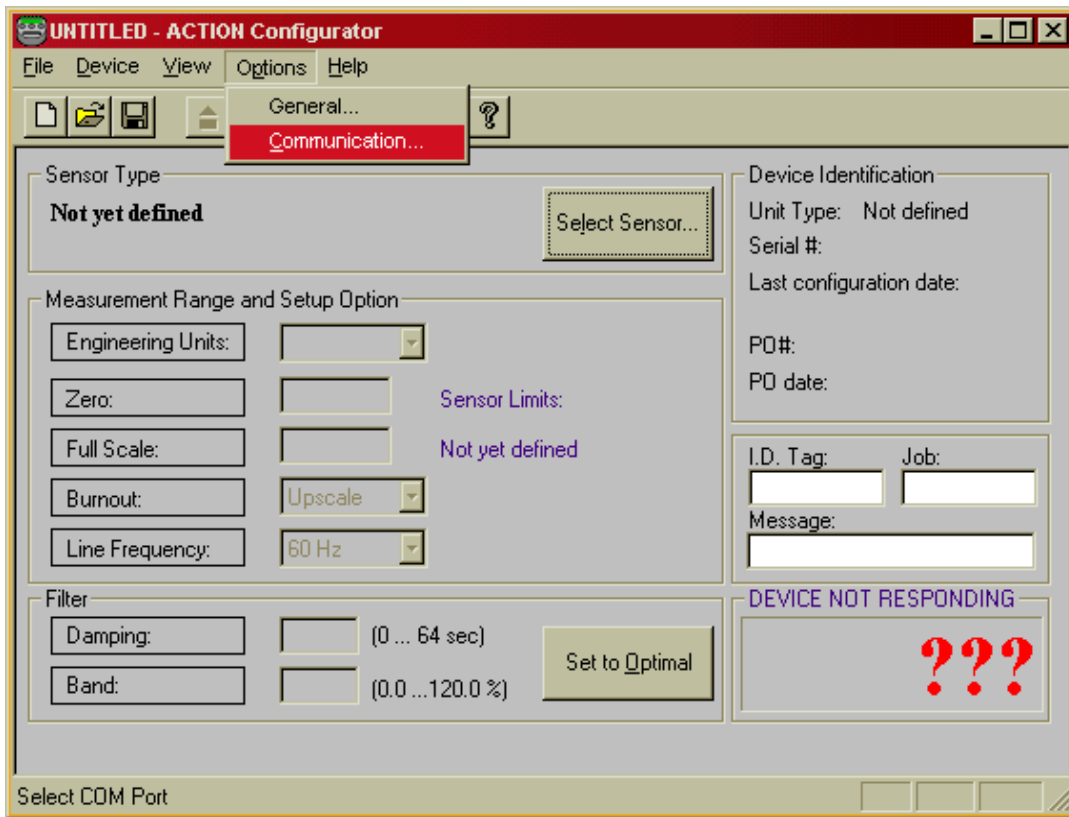 UNTITLED - ACTION Configurator
File Device View Options Help
General...
Communication...
?
Sensor Type
Not yet defined
Select Sensor...
Measurement Range and Setup Option
Engineering Units:
Zero:
Sensor Limits:
Full Scale:
Not yet defined
Burnout:
Upscale
Line Frequency:
60 Hz
Filter
Damping:
(0 ... 64 sec)
Band:
(0.0 ...120.0 %)
Set to Optimal
Device Identification
Unit Type: Not defined
Serial #:
Last configuration date:
PO#:
PO date:
I.D. Tag: Job:
Message:
DEVICE NOT RESPONDING
???
Select COM Port